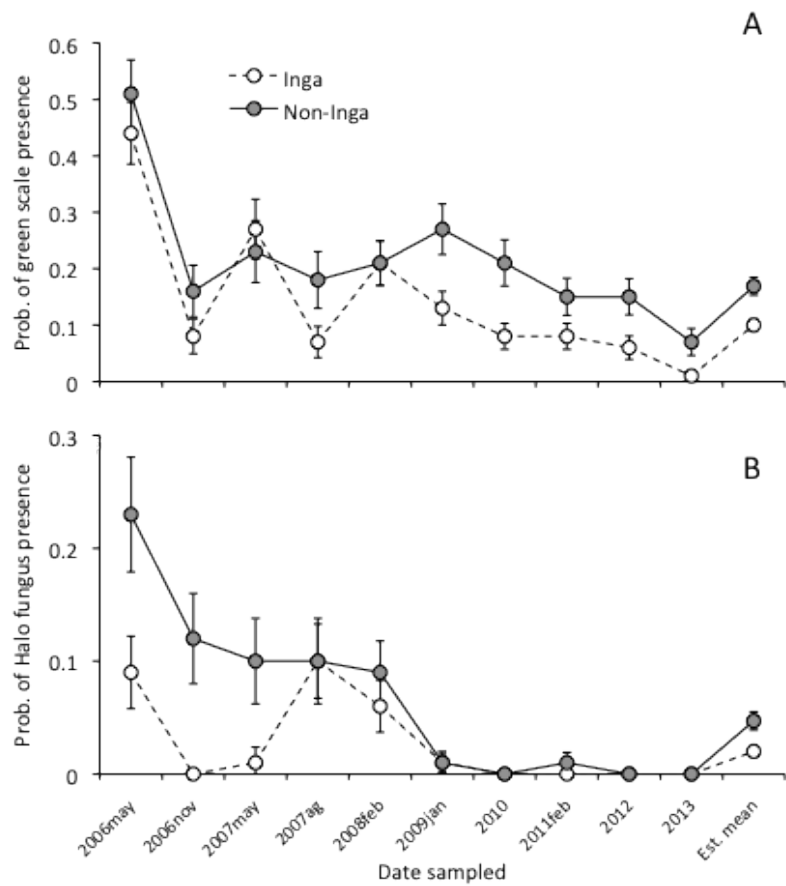 A
0.6
0.5
0.4
0.3
0.2
0.1
0
Prob. of green scale presence
Inga
Non-Inga
B
0.3
0.2
0.1
0
Prob. of Halo fungus presence
2006may
2006nov
2007may
2007ag
2008feb
2009jan
2010
2011feb
2012
2013
Est. mean
Date sampled